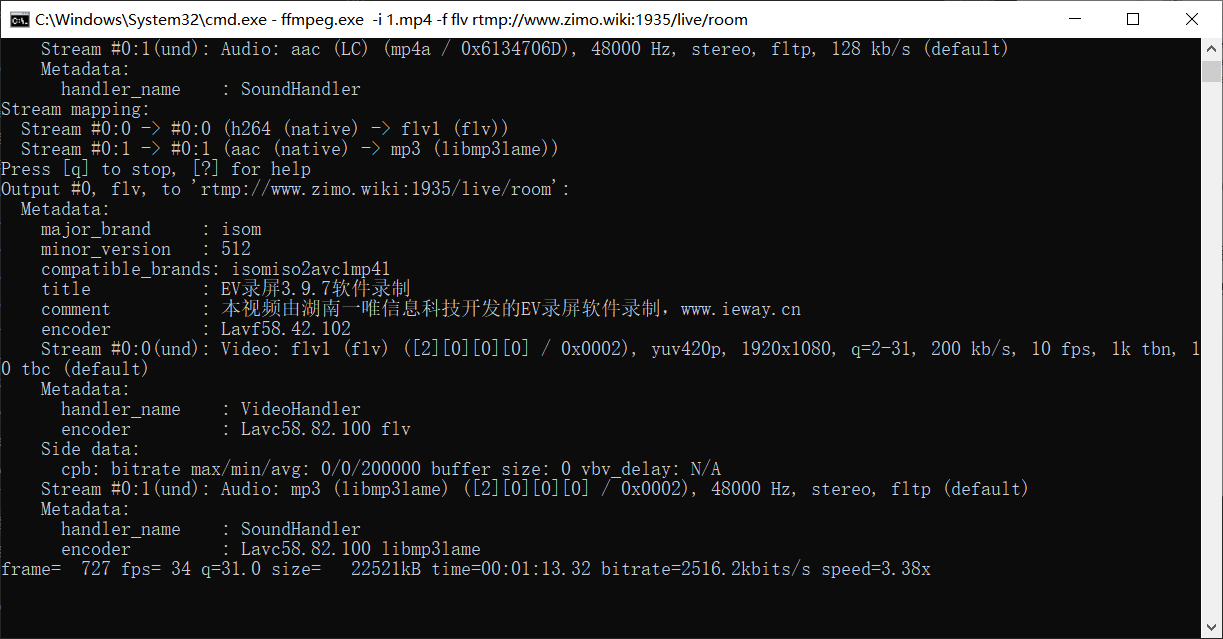 C:\Windows\System32\cmd.exe - ffmpeg.exe  -i 1.mp4 -f flv rtmp://www.zimo.wiki:1935/live/room
    Stream #0:1(und): Audio: aac (LC) (mp4a / 0x6134706D), 48000 Hz, stereo, fltp, 128 kb/s (default)
    Metadata:
      handler_name    : SoundHandler
Stream mapping:
  Stream #0:0 -> #0:0 (h264 (native) -> flv1 (flv))
  Stream #0:1 -> #0:1 (aac (native) -> mp3 (libmp3lame))
Press [q] to stop, [?] for help
Output #0, flv, to 'rtmp://www.zimo.wiki:1935/live/room':
  Metadata:
    major_brand     : isom
    minor_version   : 512
    compatible_brands: isomiso2avc1mp41
    title           : EV录屏3.9.7软件录制
    comment         : 本视频由湖南一唯信息科技开发的EV录屏软件录制，www.ieway.cn
    encoder         : Lavf58.42.102
    Stream #0:0(und): Video: flv1 (flv) ([2][0][0][0] / 0x0002), yuv420p, 1920x1080, q=2-31, 200 kb/s, 10 fps, 1k tbn, 1
0 tbc (default)
    Metadata:
      handler_name    : VideoHandler
      encoder         : Lavc58.82.100 flv
    Side data:
      cpb: bitrate max/min/avg: 0/0/200000 buffer size: 0 vbv_delay: N/A
    Stream #0:1(und): Audio: mp3 (libmp3lame) ([2][0][0][0] / 0x0002), 48000 Hz, stereo, fltp (default)
    Metadata:
      handler_name    : SoundHandler
      encoder         : Lavc58.82.100 libmp3lame
frame=  727 fps= 34 q=31.0 size=   22521kB time=00:01:13.32 bitrate=2516.2kbits/s speed=3.38x